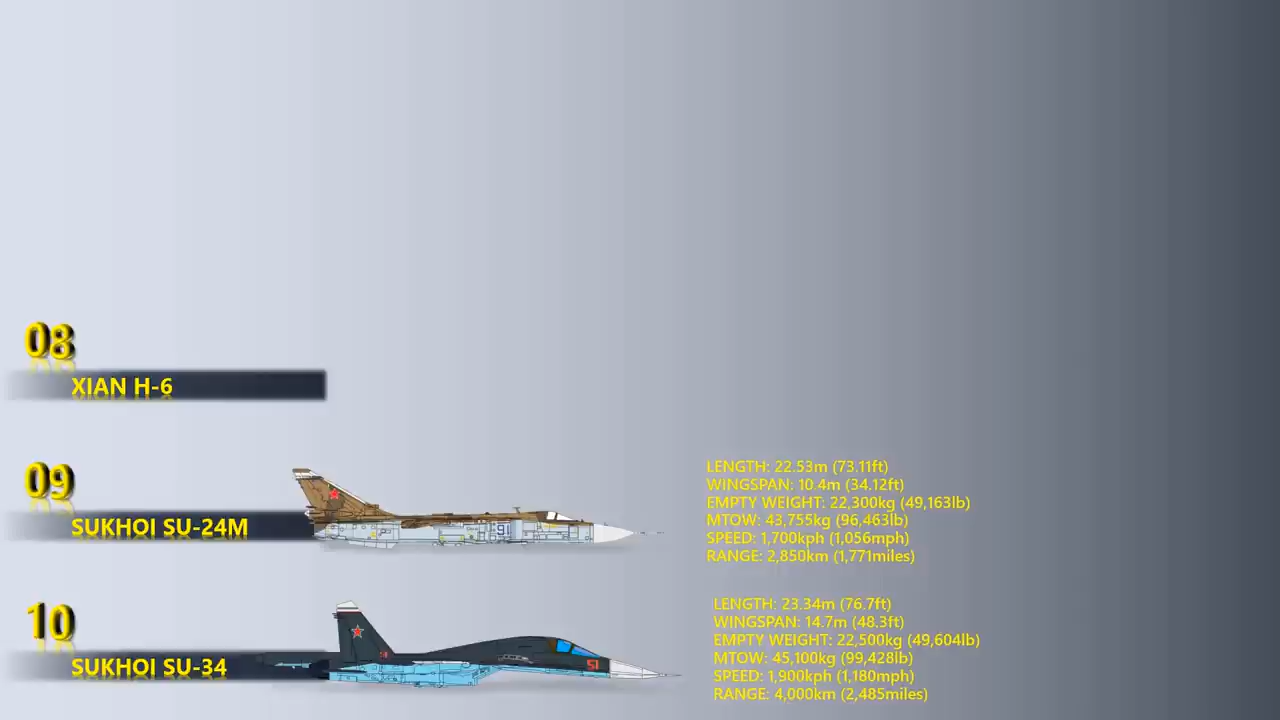 08
XIAN H-6
09
SUKHOI SU-24M
LENGTH: 22.53m (73.11ft)
WINGSPAN: 10.4m (34.12ft)
EMPTY WEIGHT: 22,300kg (49,163lb)
MTOW: 43,755kg (96,463lb)
SPEED: 1,700kph (1,056mph)
RANGE: 2,850km (1,771miles)
91
10
SUKHOI SU-34
LENGTH: 23.34m (76.7ft)
WINGSPAN: 14.7m (48.3ft)
EMPTY WEIGHT: 22,500kg (49,604lb)
MTOW: 45,100kg (99,428lb)
SPEED: 1,900kph (1,180mph)
RANGE: 4,000km (2,485miles)
51